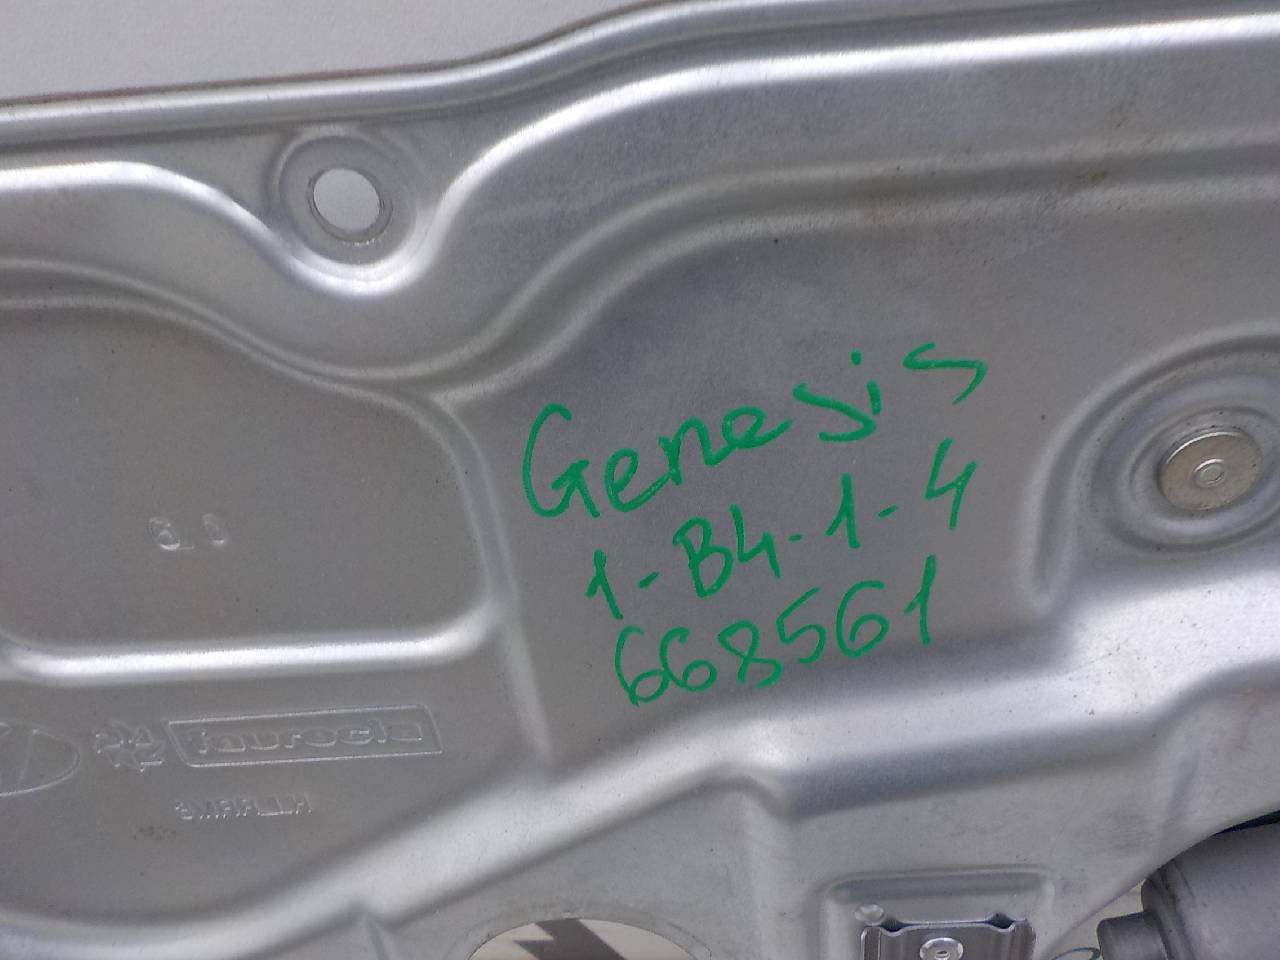 Genesis
1-B4-1-4
668561
faurecia